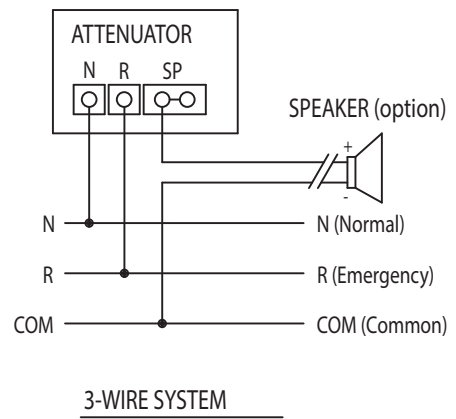 ATTENUATOR
N R SP
SPEAKER (option)
+
-
N N (Normal)
R R (Emergency)
COM COM (Common)
3-WIRE SYSTEM